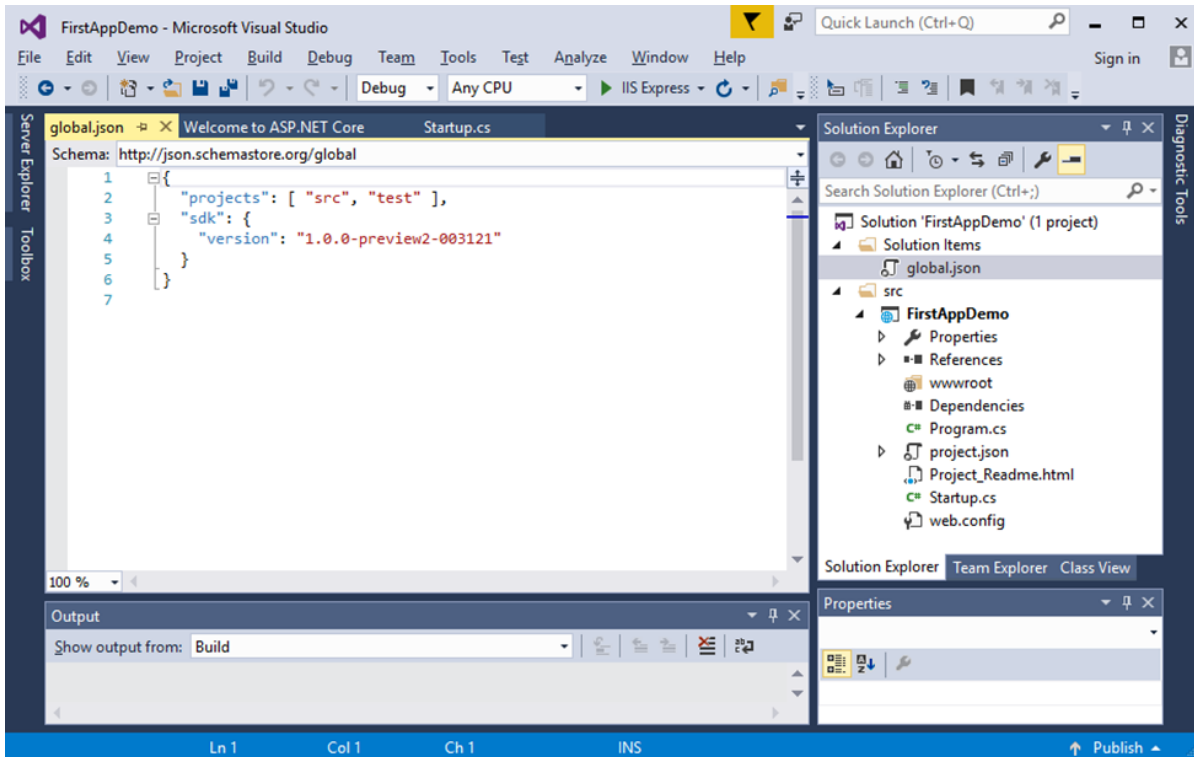 FirstAppDemo - Microsoft Visual Studio
Quick Launch (Ctrl+Q)
File Edit View Project Build Debug Team Tools Test Analyze Window Help
Sign in
Debug Any CPU IIS Express
Server Explorer
Toolbox
global.json Welcome to ASP.NET Core Startup.cs
Schema: http://json.schemastore.org/global
1 {
2 "projects": [ "src", "test" ],
3 "sdk": {
4 "version": "1.0.0-preview2-003121"
5 }
6 }
7
100 %
Output
Show output from: Build
Solution Explorer
Search Solution Explorer (Ctrl+;)
Solution 'FirstAppDemo' (1 project)
Solution Items
global.json
src
FirstAppDemo
Properties
References
wwwroot
Dependencies
C# Program.cs
project.json
Project_Readme.html
C# Startup.cs
web.config
Solution Explorer Team Explorer Class View
Properties
Diagnostic Tools
Ln 1 Col 1 Ch 1 INS Publish